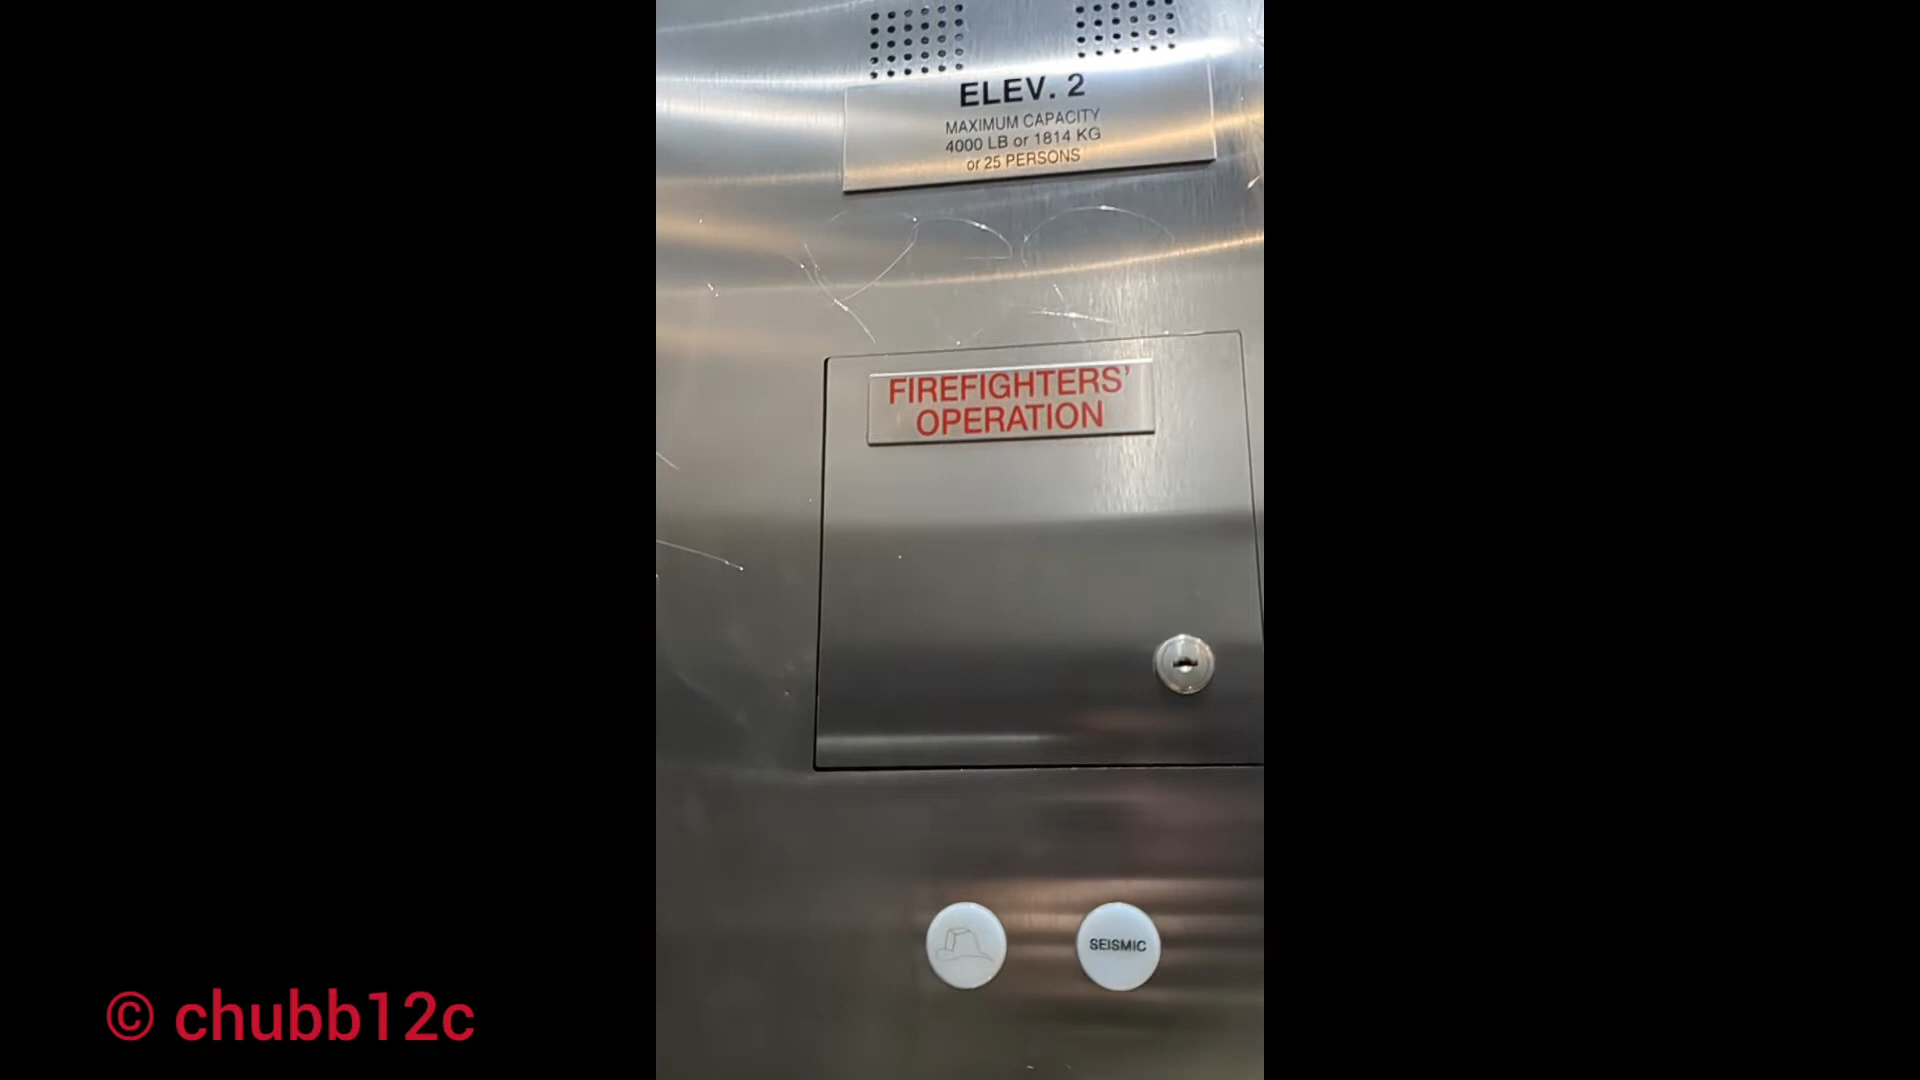 ELEV. 2
MAXIMUM CAPACITY
4000 LB or 1814 KG
or 25 PERSONS
FIREFIGHTERS'
OPERATION
SEISMIC
© chubb12c